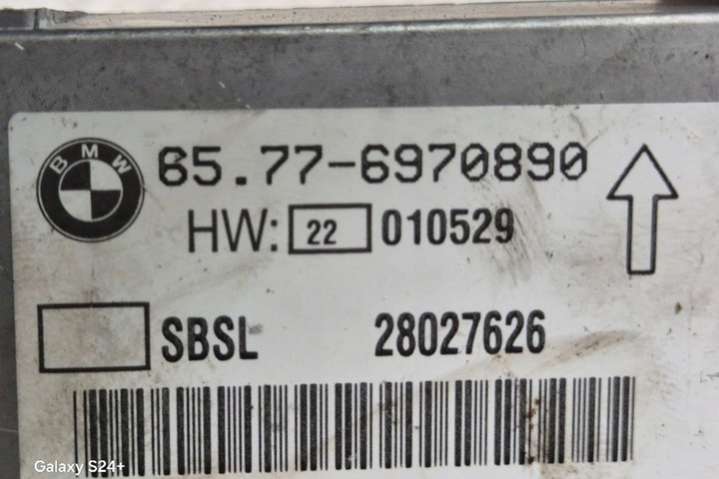 BMW
65.77-6970890
HW: 22 010529
SBSL 28027626
Galaxy S24+